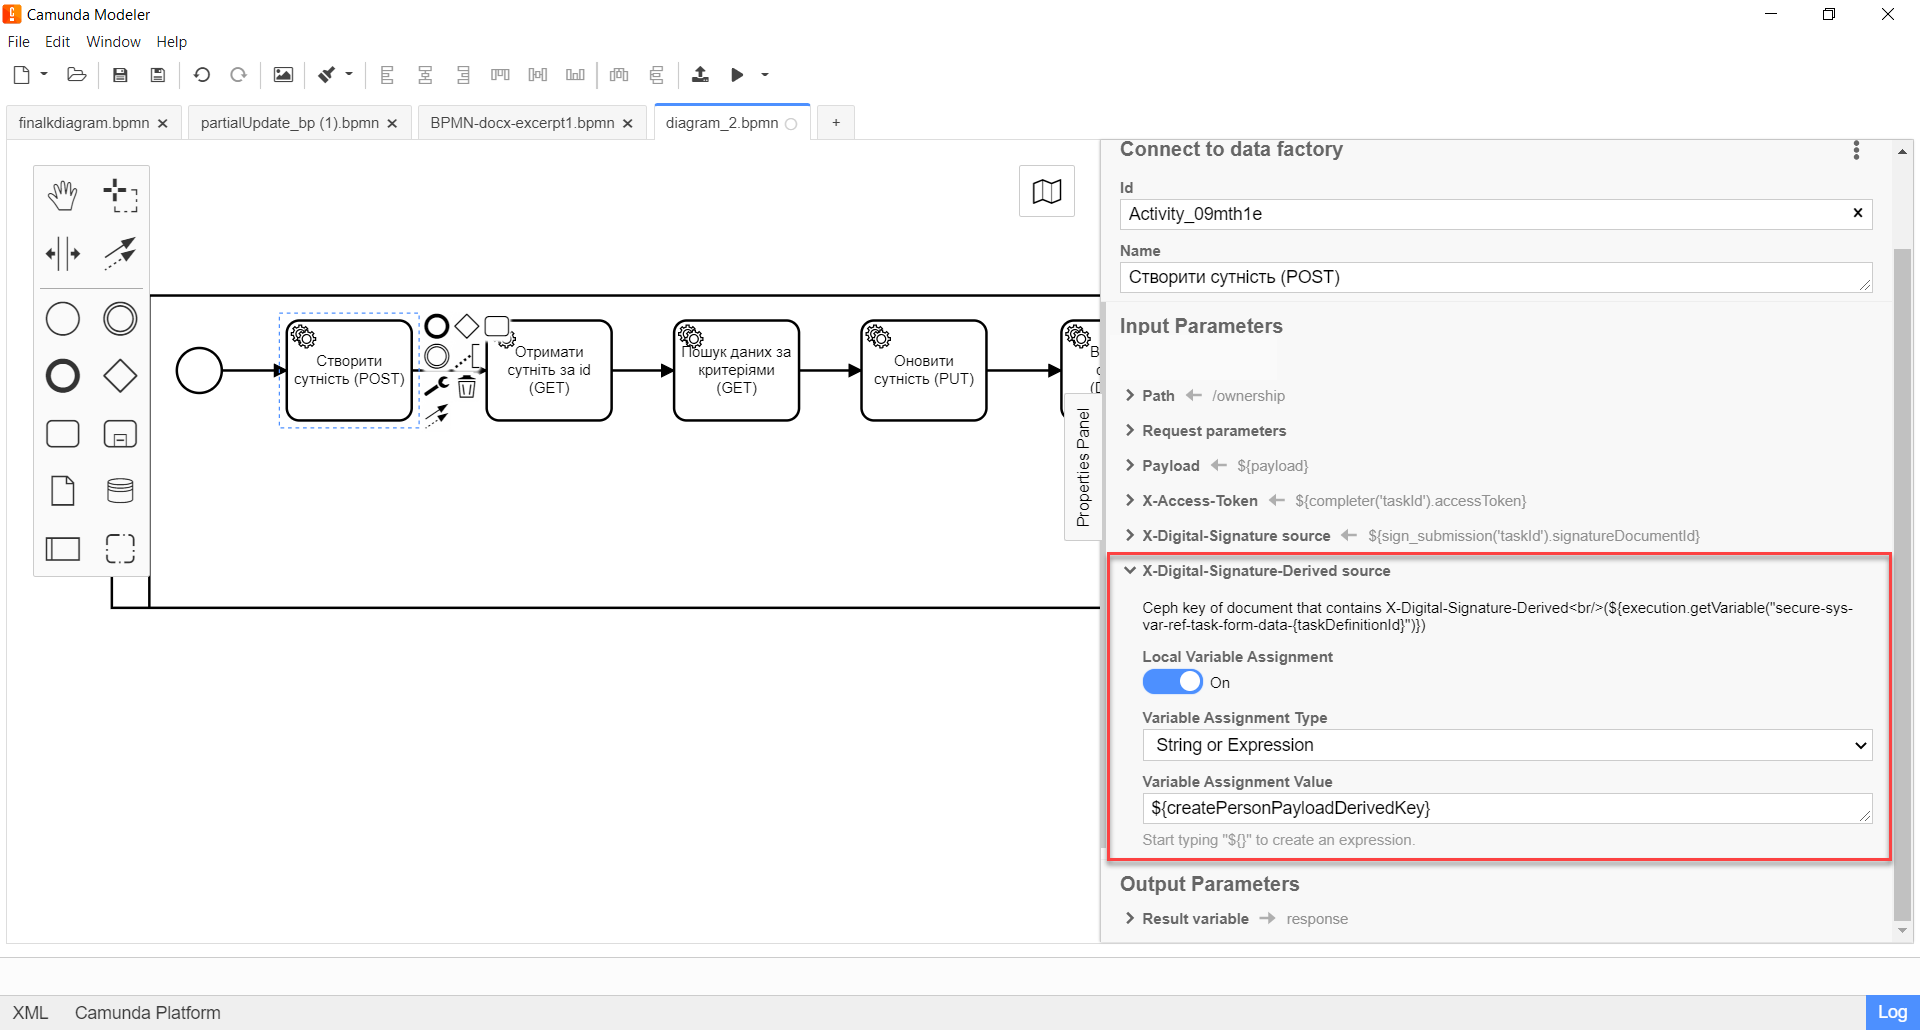 Camunda Modeler
File Edit Window Help
finalkdiagram.bpmn
partialUpdate_bp (1).bpmn
BPMN-docx-excerpt1.bpmn
diagram_2.bpmn
+
Створити
сутність (POST)
Отримати
сутніть за id
(GET)
Пошук даних за
критеріями
(GET)
Оновити
сутність (PUT)
Properties Panel
Connect to data factory
Id
Activity_09mth1e
Name
Створити сутність (POST)
Input Parameters
Path /ownership
Request parameters
Payload ${payload}
X-Access-Token ${completer('taskId').accessToken}
X-Digital-Signature source ${sign_submission('taskId').signatureDocumentId}
X-Digital-Signature-Derived source
Ceph key of document that contains X-Digital-Signature-Derived<br/>(${execution.getVariable("secure-sys-
var-ref-task-form-data-{taskDefinitionId}")})
Local Variable Assignment
On
Variable Assignment Type
String or Expression
Variable Assignment Value
${createPersonPayloadDerivedKey}
Start typing "${}" to create an expression.
Output Parameters
Result variable response
XML Camunda Platform
Log